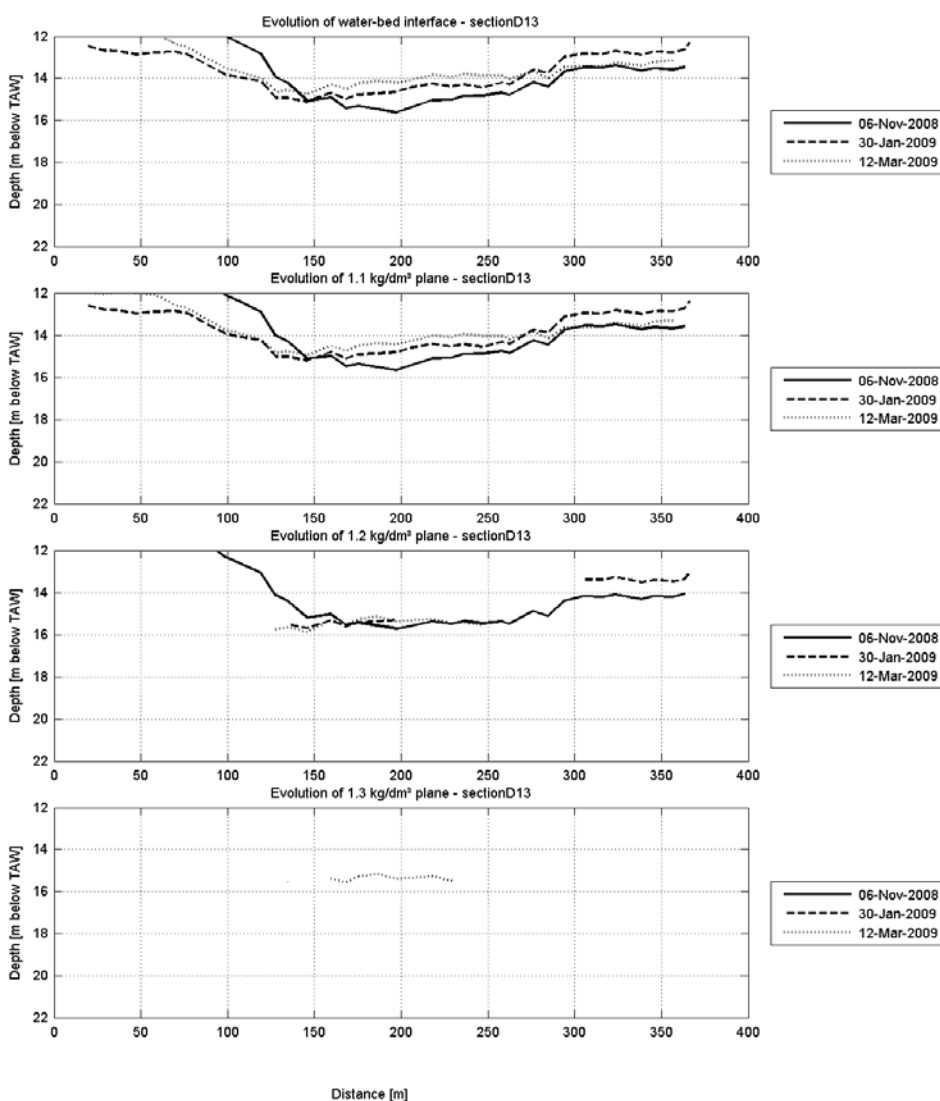 Evolution of water-bed interface - sectionD13
12
14
16
18
20
22
0 50 100 150 200 250 300 350 400
Depth [m below TAW]
06-Nov-2008
30-Jan-2009
12-Mar-2009
Evolution of 1.1 kg/dm³ plane - sectionD13
12
14
16
18
20
22
0 50 100 150 200 250 300 350 400
Depth [m below TAW]
06-Nov-2008
30-Jan-2009
12-Mar-2009
Evolution of 1.2 kg/dm³ plane - sectionD13
12
14
16
18
20
22
0 50 100 150 200 250 300 350 400
Depth [m below TAW]
06-Nov-2008
30-Jan-2009
12-Mar-2009
Evolution of 1.3 kg/dm³ plane - sectionD13
12
14
16
18
20
22
0 50 100 150 200 250 300 350 400
Depth [m below TAW]
06-Nov-2008
30-Jan-2009
12-Mar-2009
Distance [m]